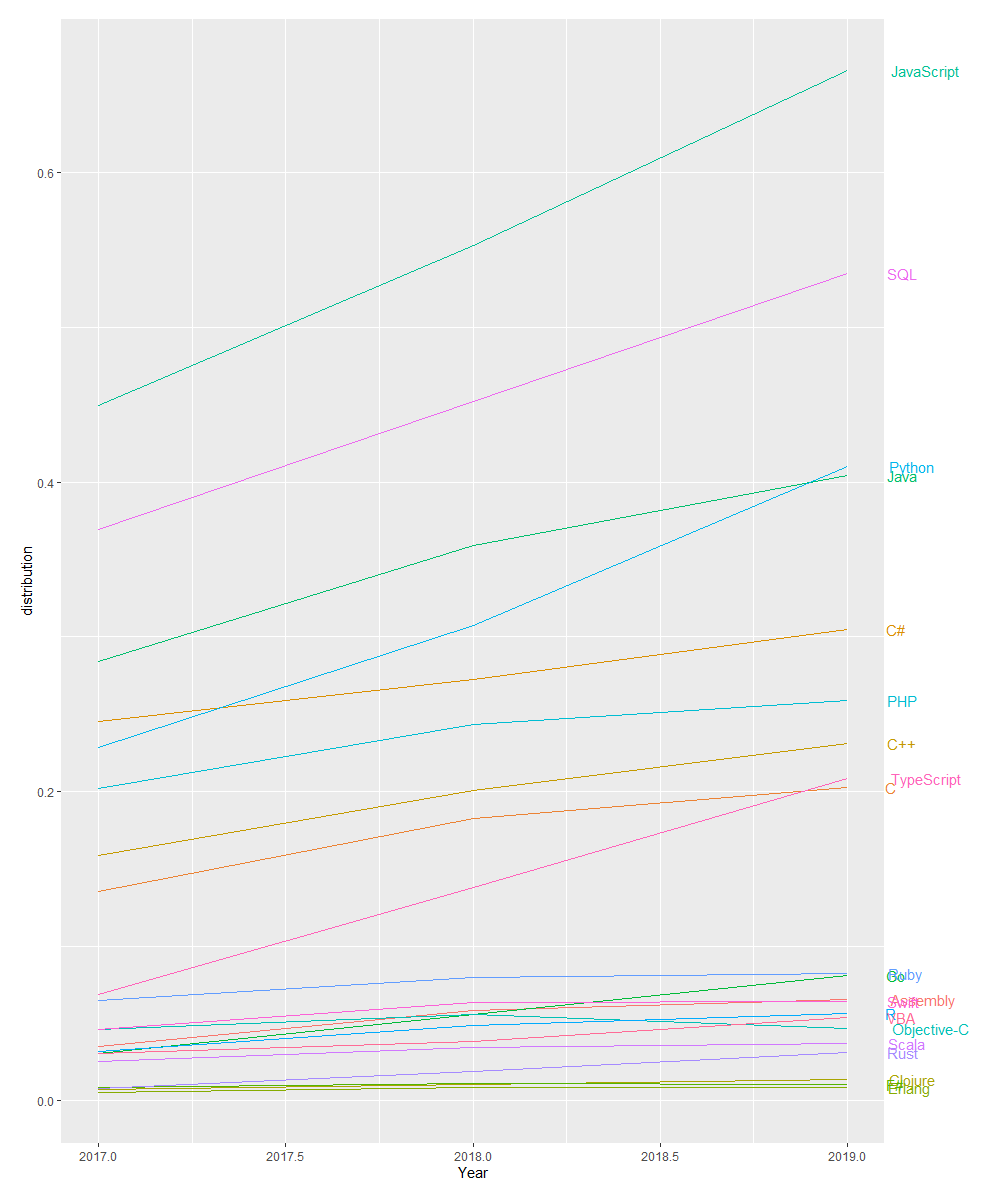 JavaScript
0.6
SQL
Python
Java
0.4
distribution
C#
PHP
C++
TypeScript
C
0.2
Ruby
Go
Assembly
Swift
R
VBA
Objective-C
Scala
Rust
Clojure
F#
Erlang
0.0
2017.0 2017.5 2018.0 2018.5 2019.0
Year